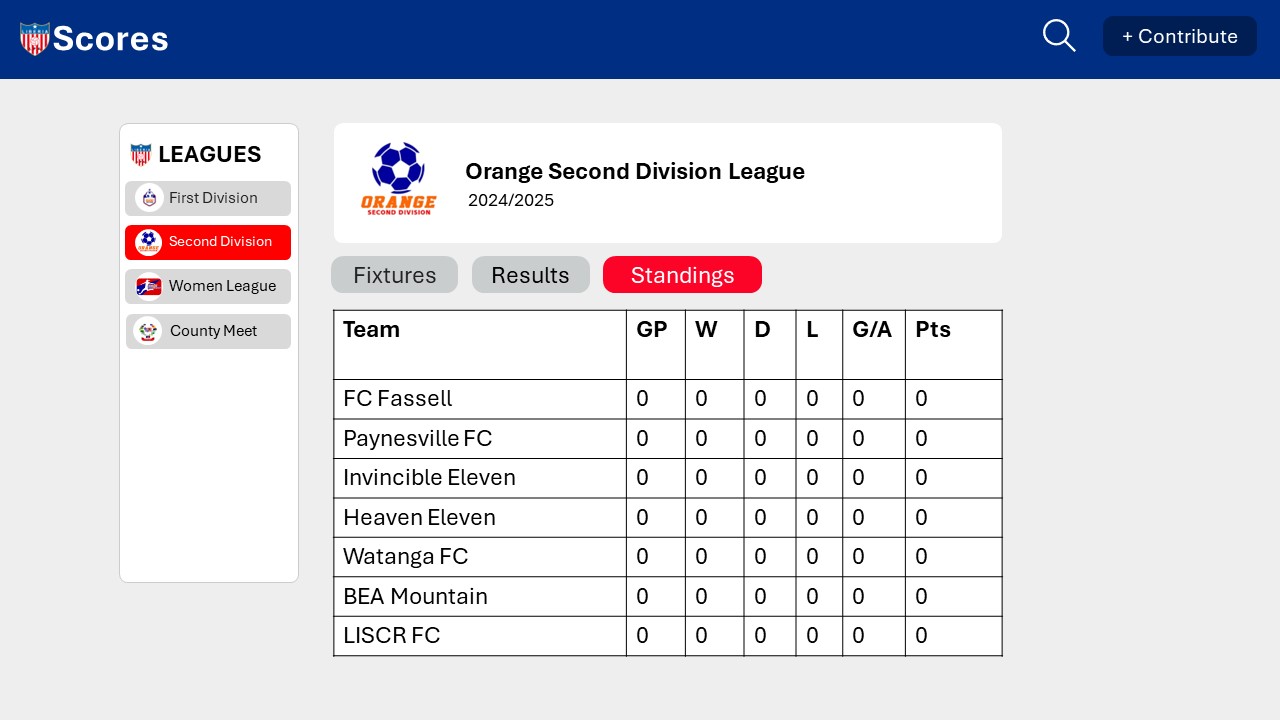 LIBERIA
Scores
+ Contribute
LEAGUES
First Division
Second Division
Women League
County Meet
ORANGE
SECOND DIVISION
Orange Second Division League
2024/2025
Fixtures Results Standings
Team GP W D L G/A Pts
FC Fassell 0 0 0 0 0 0
Paynesville FC 0 0 0 0 0 0
Invincible Eleven 0 0 0 0 0 0
Heaven Eleven 0 0 0 0 0 0
Watanga FC 0 0 0 0 0 0
BEA Mountain 0 0 0 0 0 0
LISCR FC 0 0 0 0 0 0